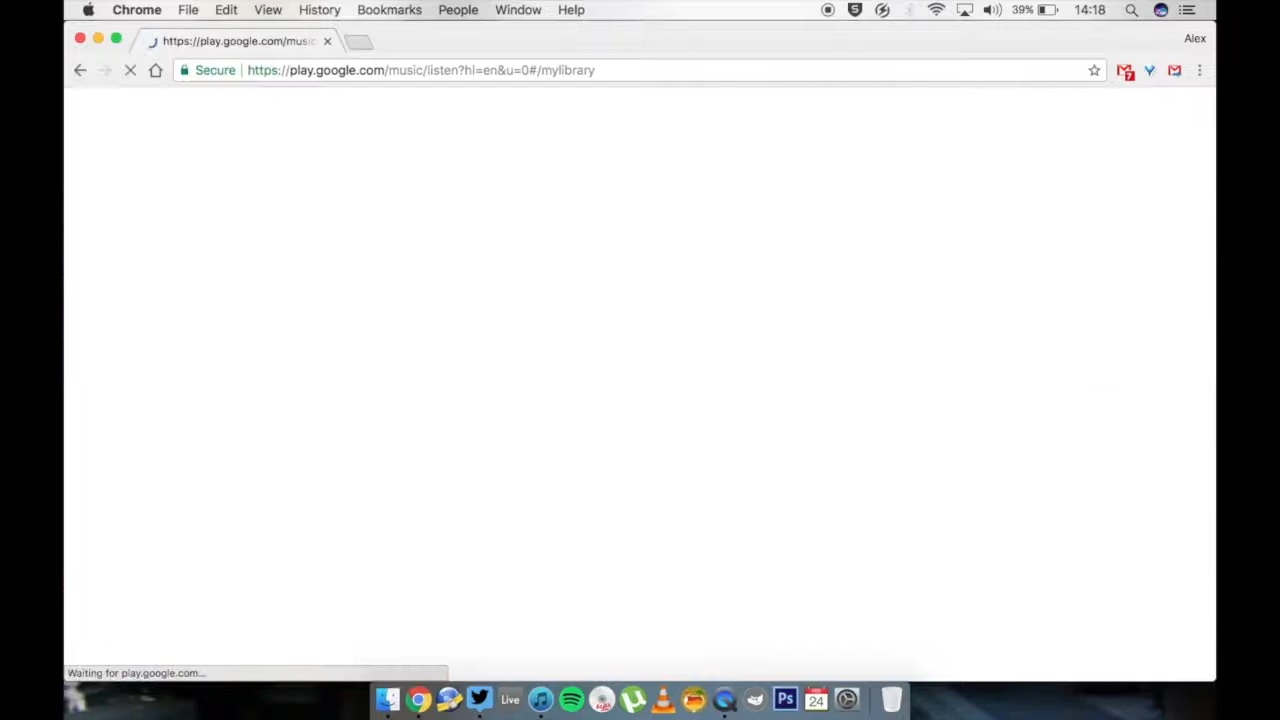 Chrome File Edit View History Bookmarks People Window Help 39% 14:18
https://play.google.com/music Alex
Secure https://play.google.com/music/listen?hl=en&u=0#/mylibrary 7
Waiting for play.google.com...
Live 24 Ps